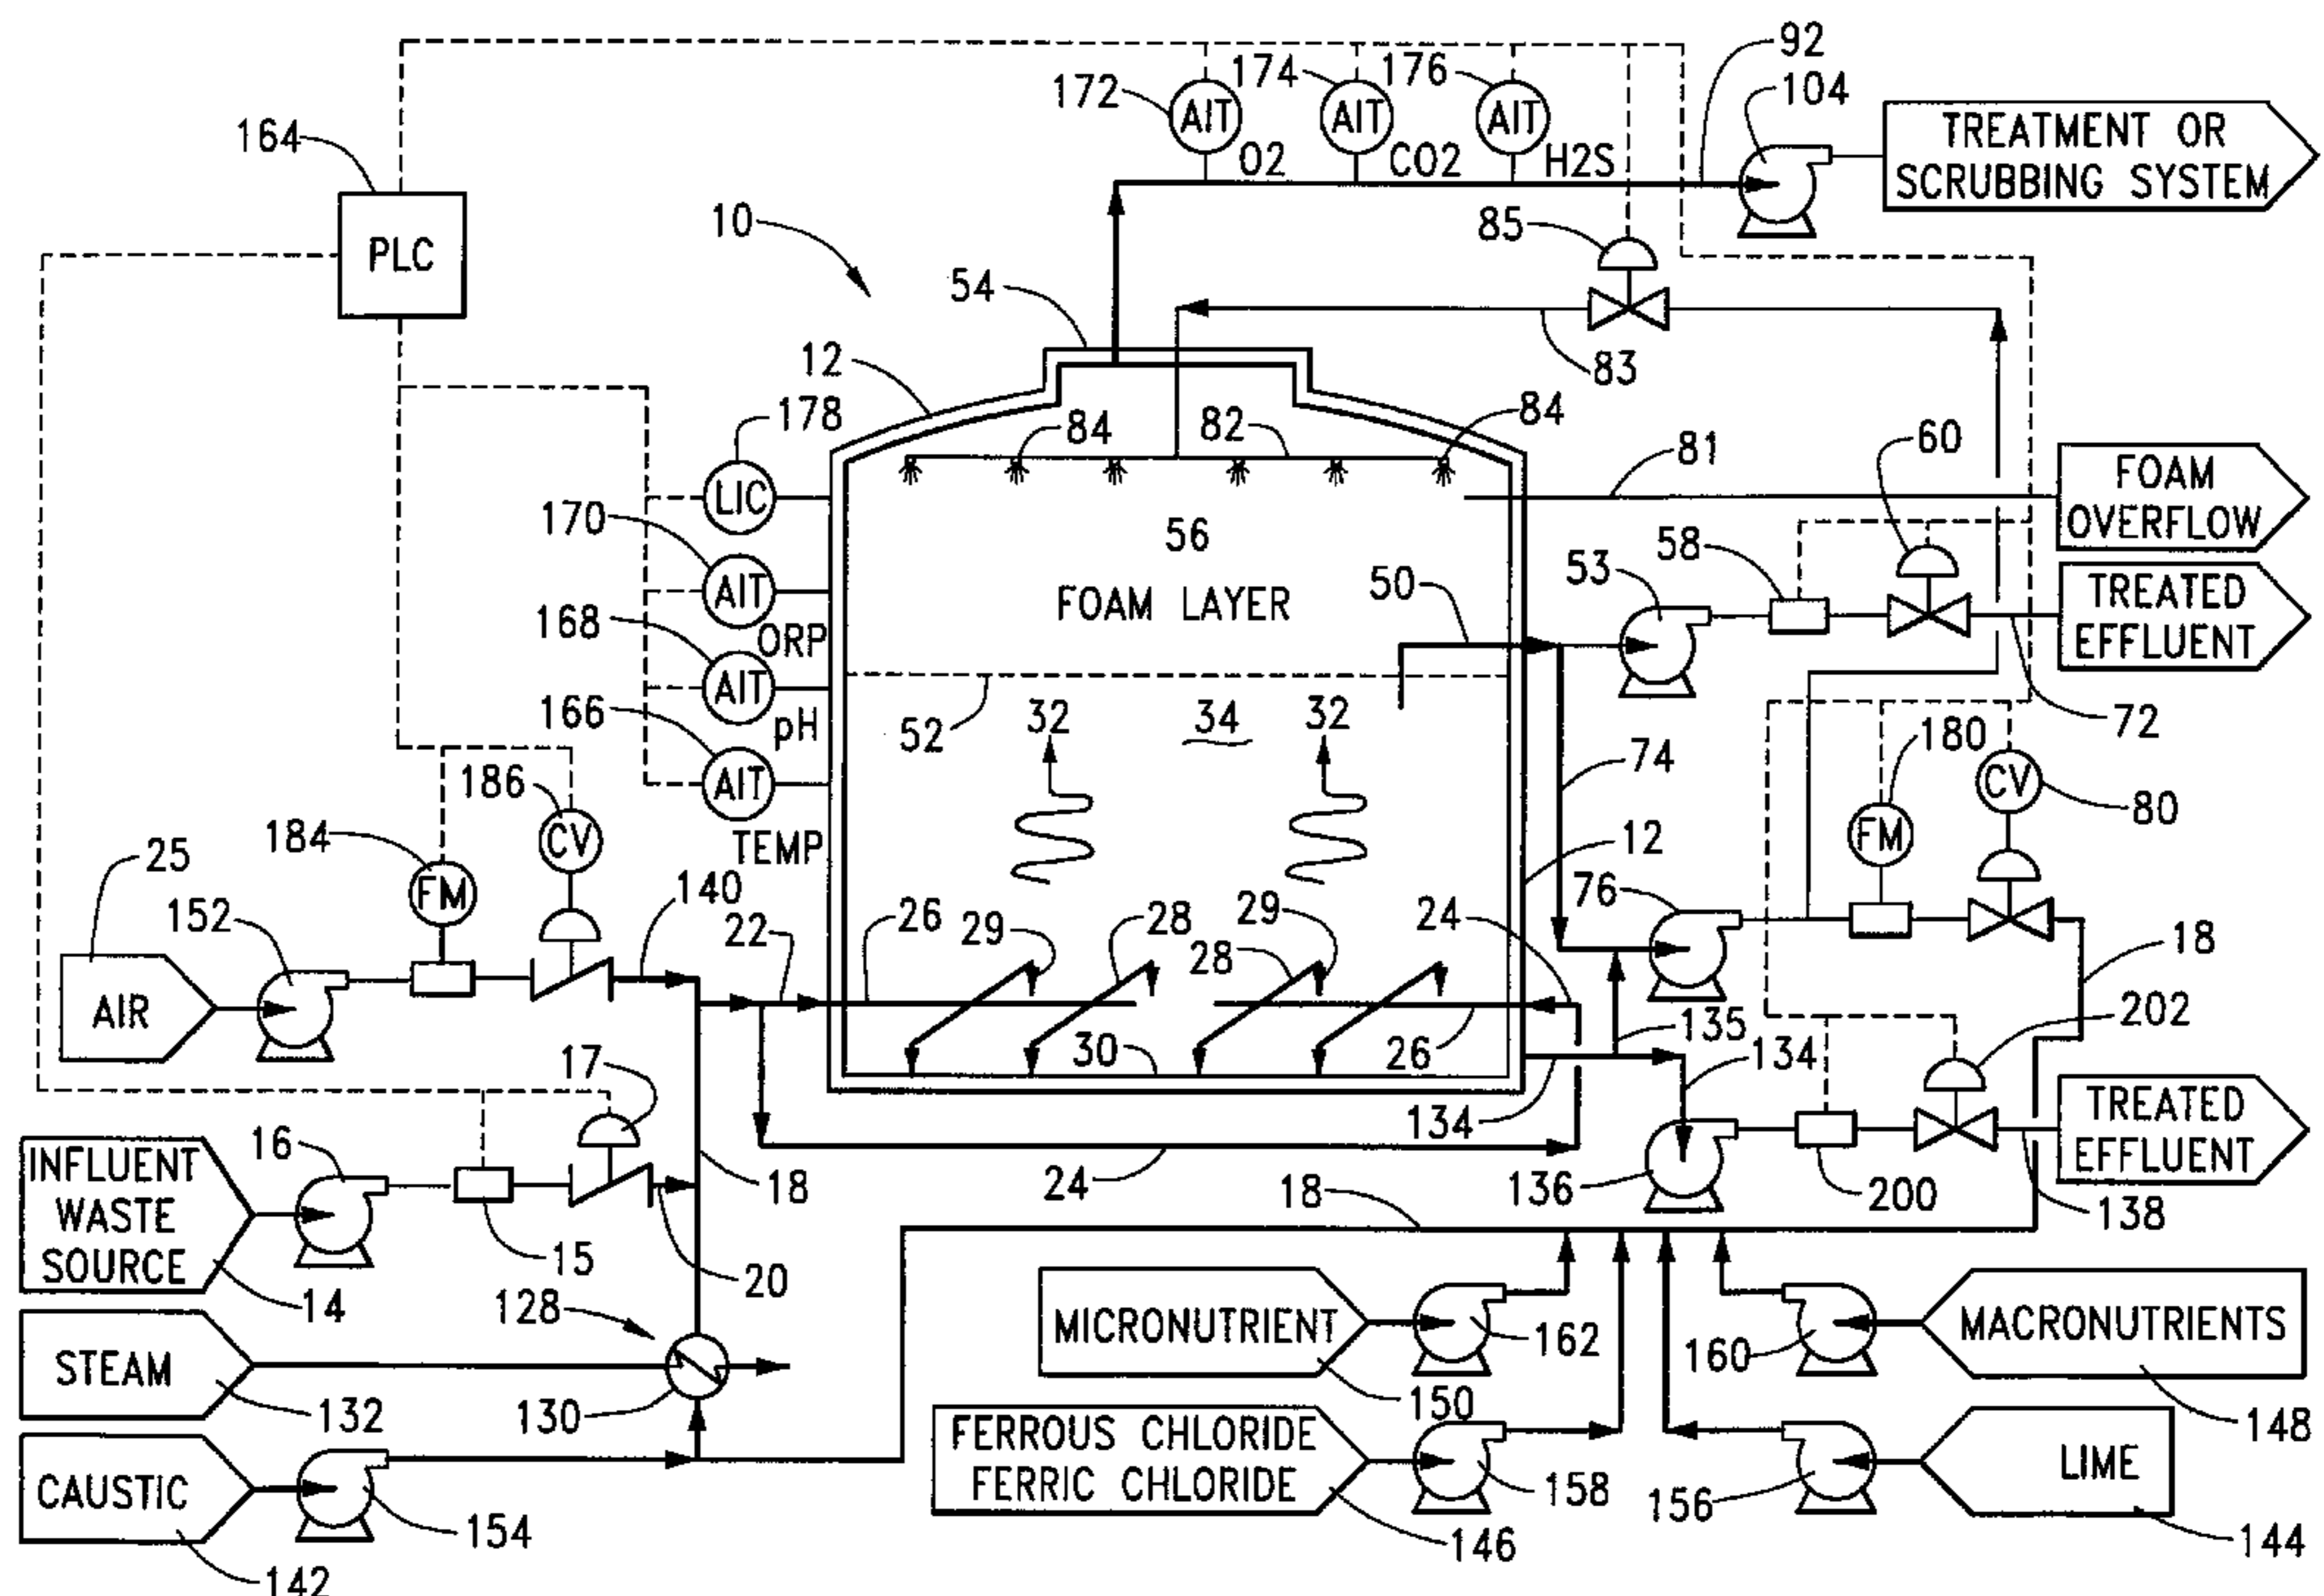 92
172
174
176
104
AIT
AIT
AIT
TREATMENT OR
SCRUBBING SYSTEM
164
O2
CO2
H2S
PLC
10
85
54
12
83
178
84
82
84
60
81
FOAM
OVERFLOW
LIC
170
56
58
53
AIT
FOAM LAYER
50
TREATED
EFFLUENT
168
ORP
AIT
166
pH
52
32
34
32
72
74
180
186
AIT
CV
80
184
CV
TEMP
FM
12
25
FM
140
76
152
22
26
29
28
29
28
24
18
AIR
202
135
30
26
134
17
134
TREATED
EFFLUENT
INFLUENT
WASTE
SOURCE
16
18
24
136
200
138
15
20
18
14
128
MICRONUTRIENT
162
160
MACRONUTRIENTS
STEAM
132
130
150
148
FERROUS CHLORIDE
FERRIC CHLORIDE
LIME
CAUSTIC
158
156
154
146
144
142